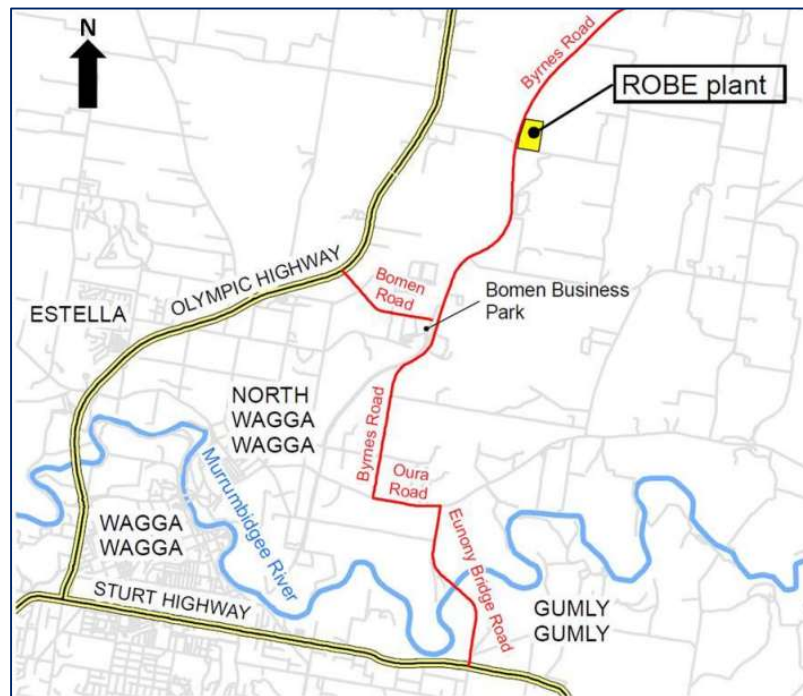 N
Byrnes Road
ROBE plant
OLYMPIC HIGHWAY
Bomen
Road
Bomen Business
Park
ESTELLA
NORTH
WAGGA
WAGGA
Byrnes Road
Oura
Road
Murrumbidgee River
Eunony Bridge Road
WAGGA
WAGGA
STURT HIGHWAY
GUMLY
GUMLY